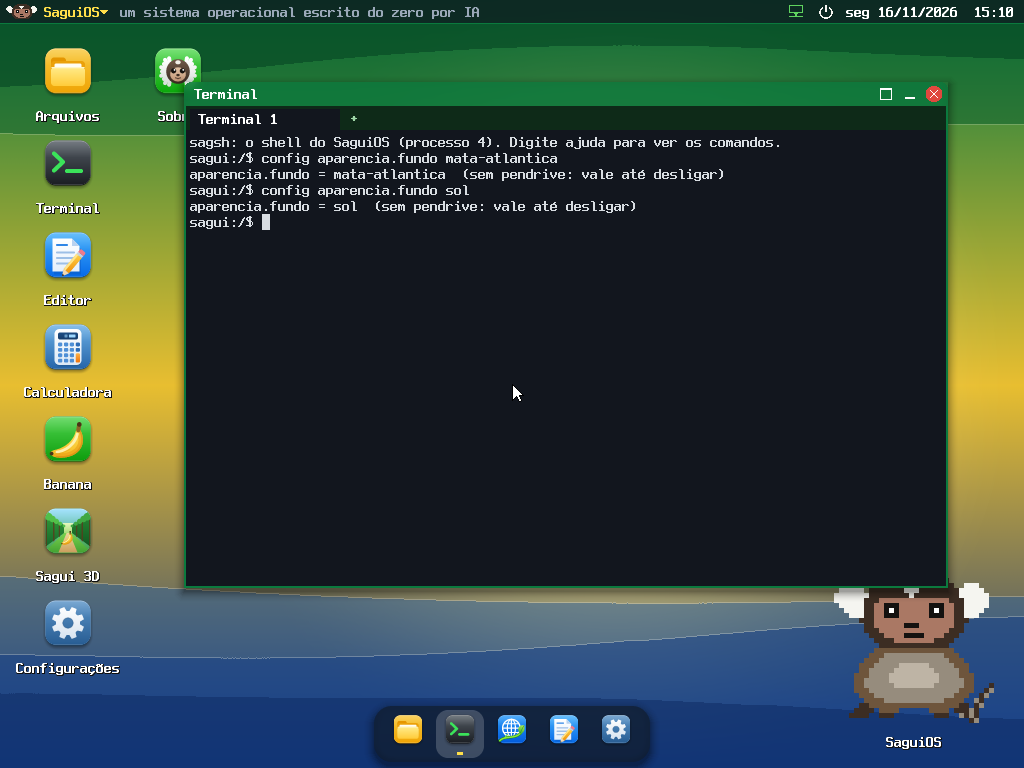 SaguiOS um sistema operacional escrito do zero por IA seg 16/11/2026 15:10
Arquivos
Terminal
Editor
Calculadora
Banana
Sagui 3D
Configurações
Sob
Terminal
Terminal 1 +
sagsh: o shell do SaguiOS (processo 4). Digite ajuda para ver os comandos.
sagui:/$ config aparencia.fundo mata-atlantica
aparencia.fundo = mata-atlantica (sem pendrive: vale até desligar)
sagui:/$ config aparencia.fundo sol
aparencia.fundo = sol (sem pendrive: vale até desligar)
sagui:/$
SaguiOS